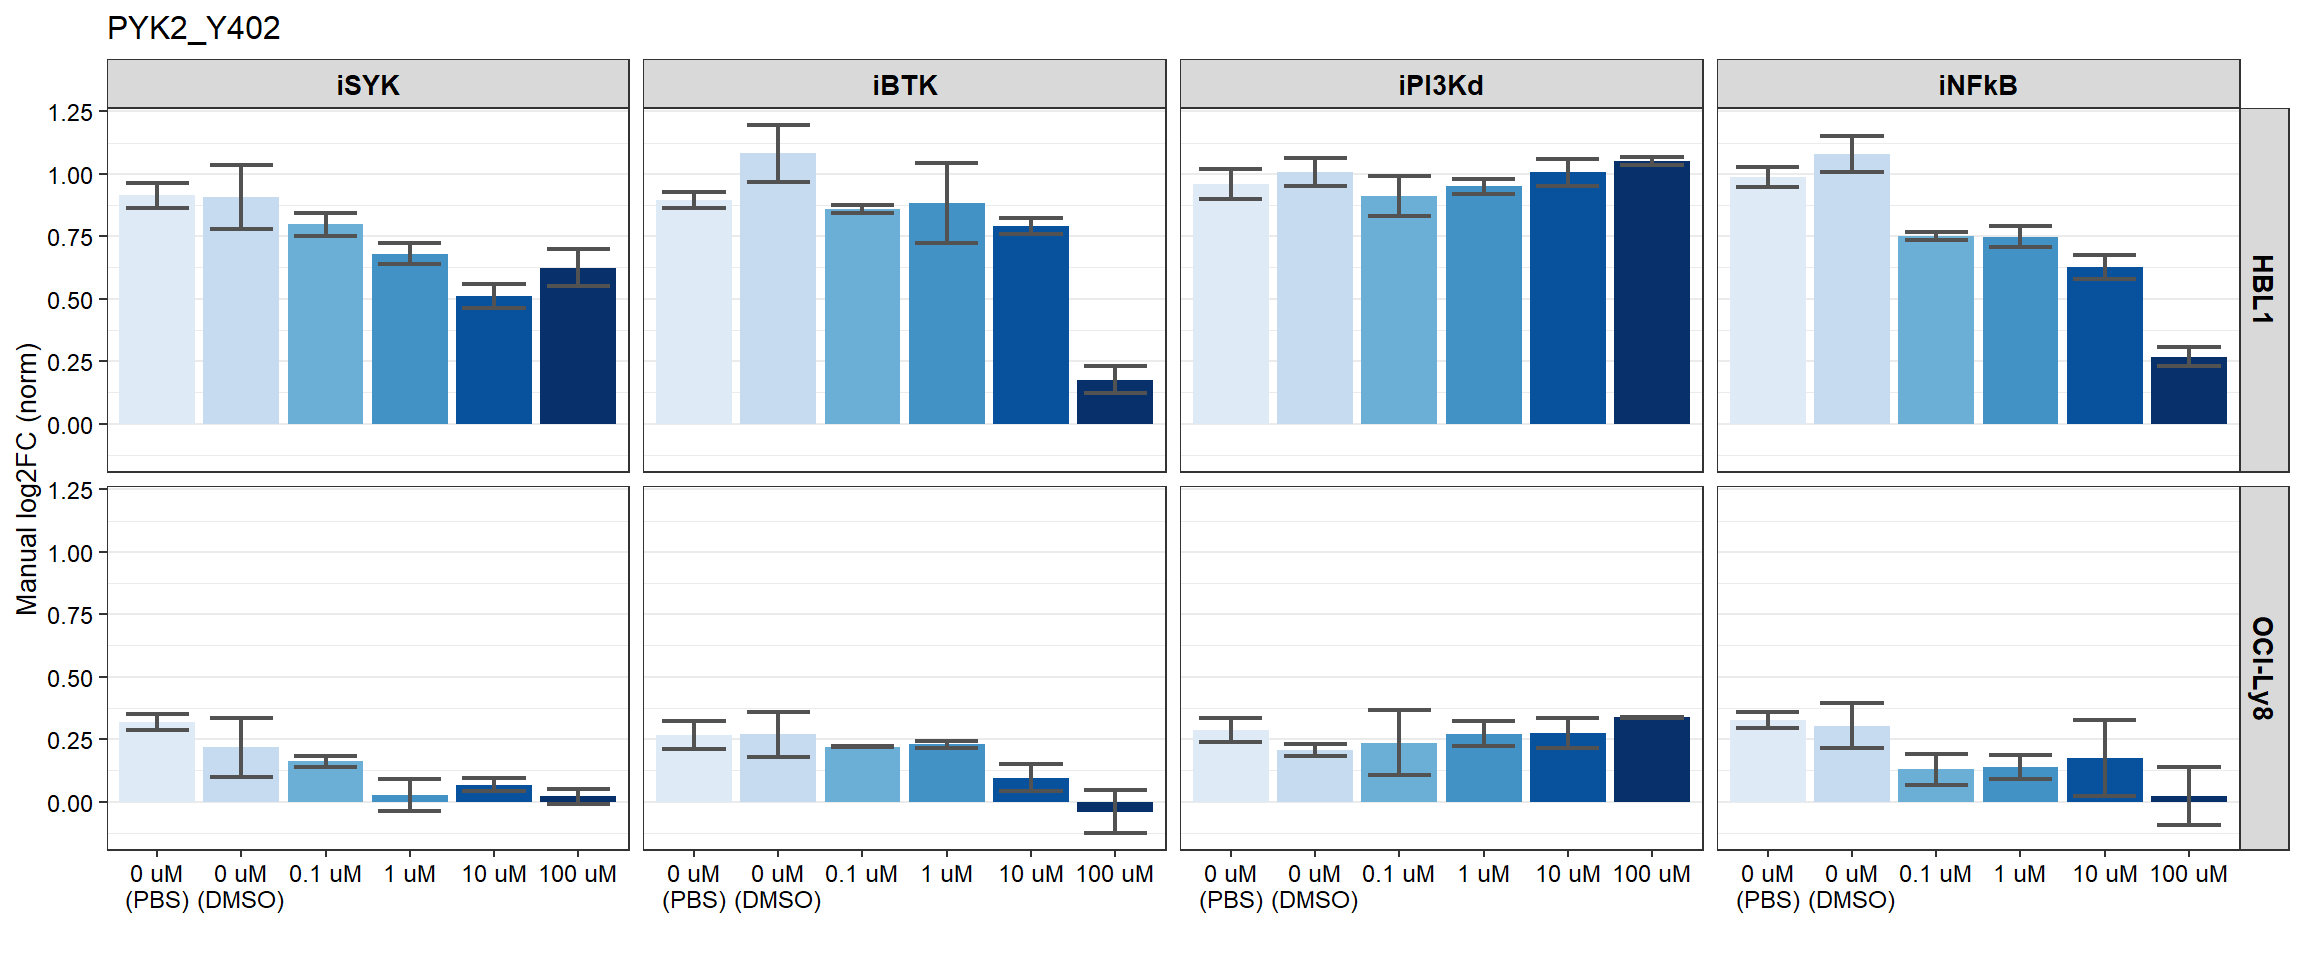 PYK2_Y402
iSYK
iBTK
iPI3Kd
iNFkB
1.25
1.00
0.75
0.50
0.25
0.00
HBL1
Manual log2FC (norm)
1.25
1.00
0.75
0.50
0.25
0.00
OCI-Ly8
0 uM 0 uM 0.1 uM 1 uM 10 uM 100 uM 0 uM 0 uM 0.1 uM 1 uM 10 uM 100 uM 0 uM 0 uM 0.1 uM 1 uM 10 uM 100 uM 0 uM 0 uM 0.1 uM 1 uM 10 uM 100 uM
(PBS) (DMSO) (PBS) (DMSO) (PBS) (DMSO) (PBS) (DMSO)